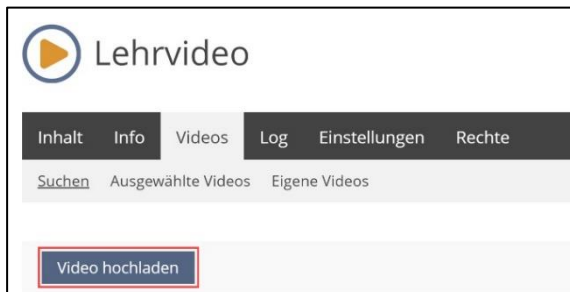 Lehrvideo
Inhalt Info Videos Log Einstellungen Rechte
Suchen Ausgewählte Videos Eigene Videos
Video hochladen